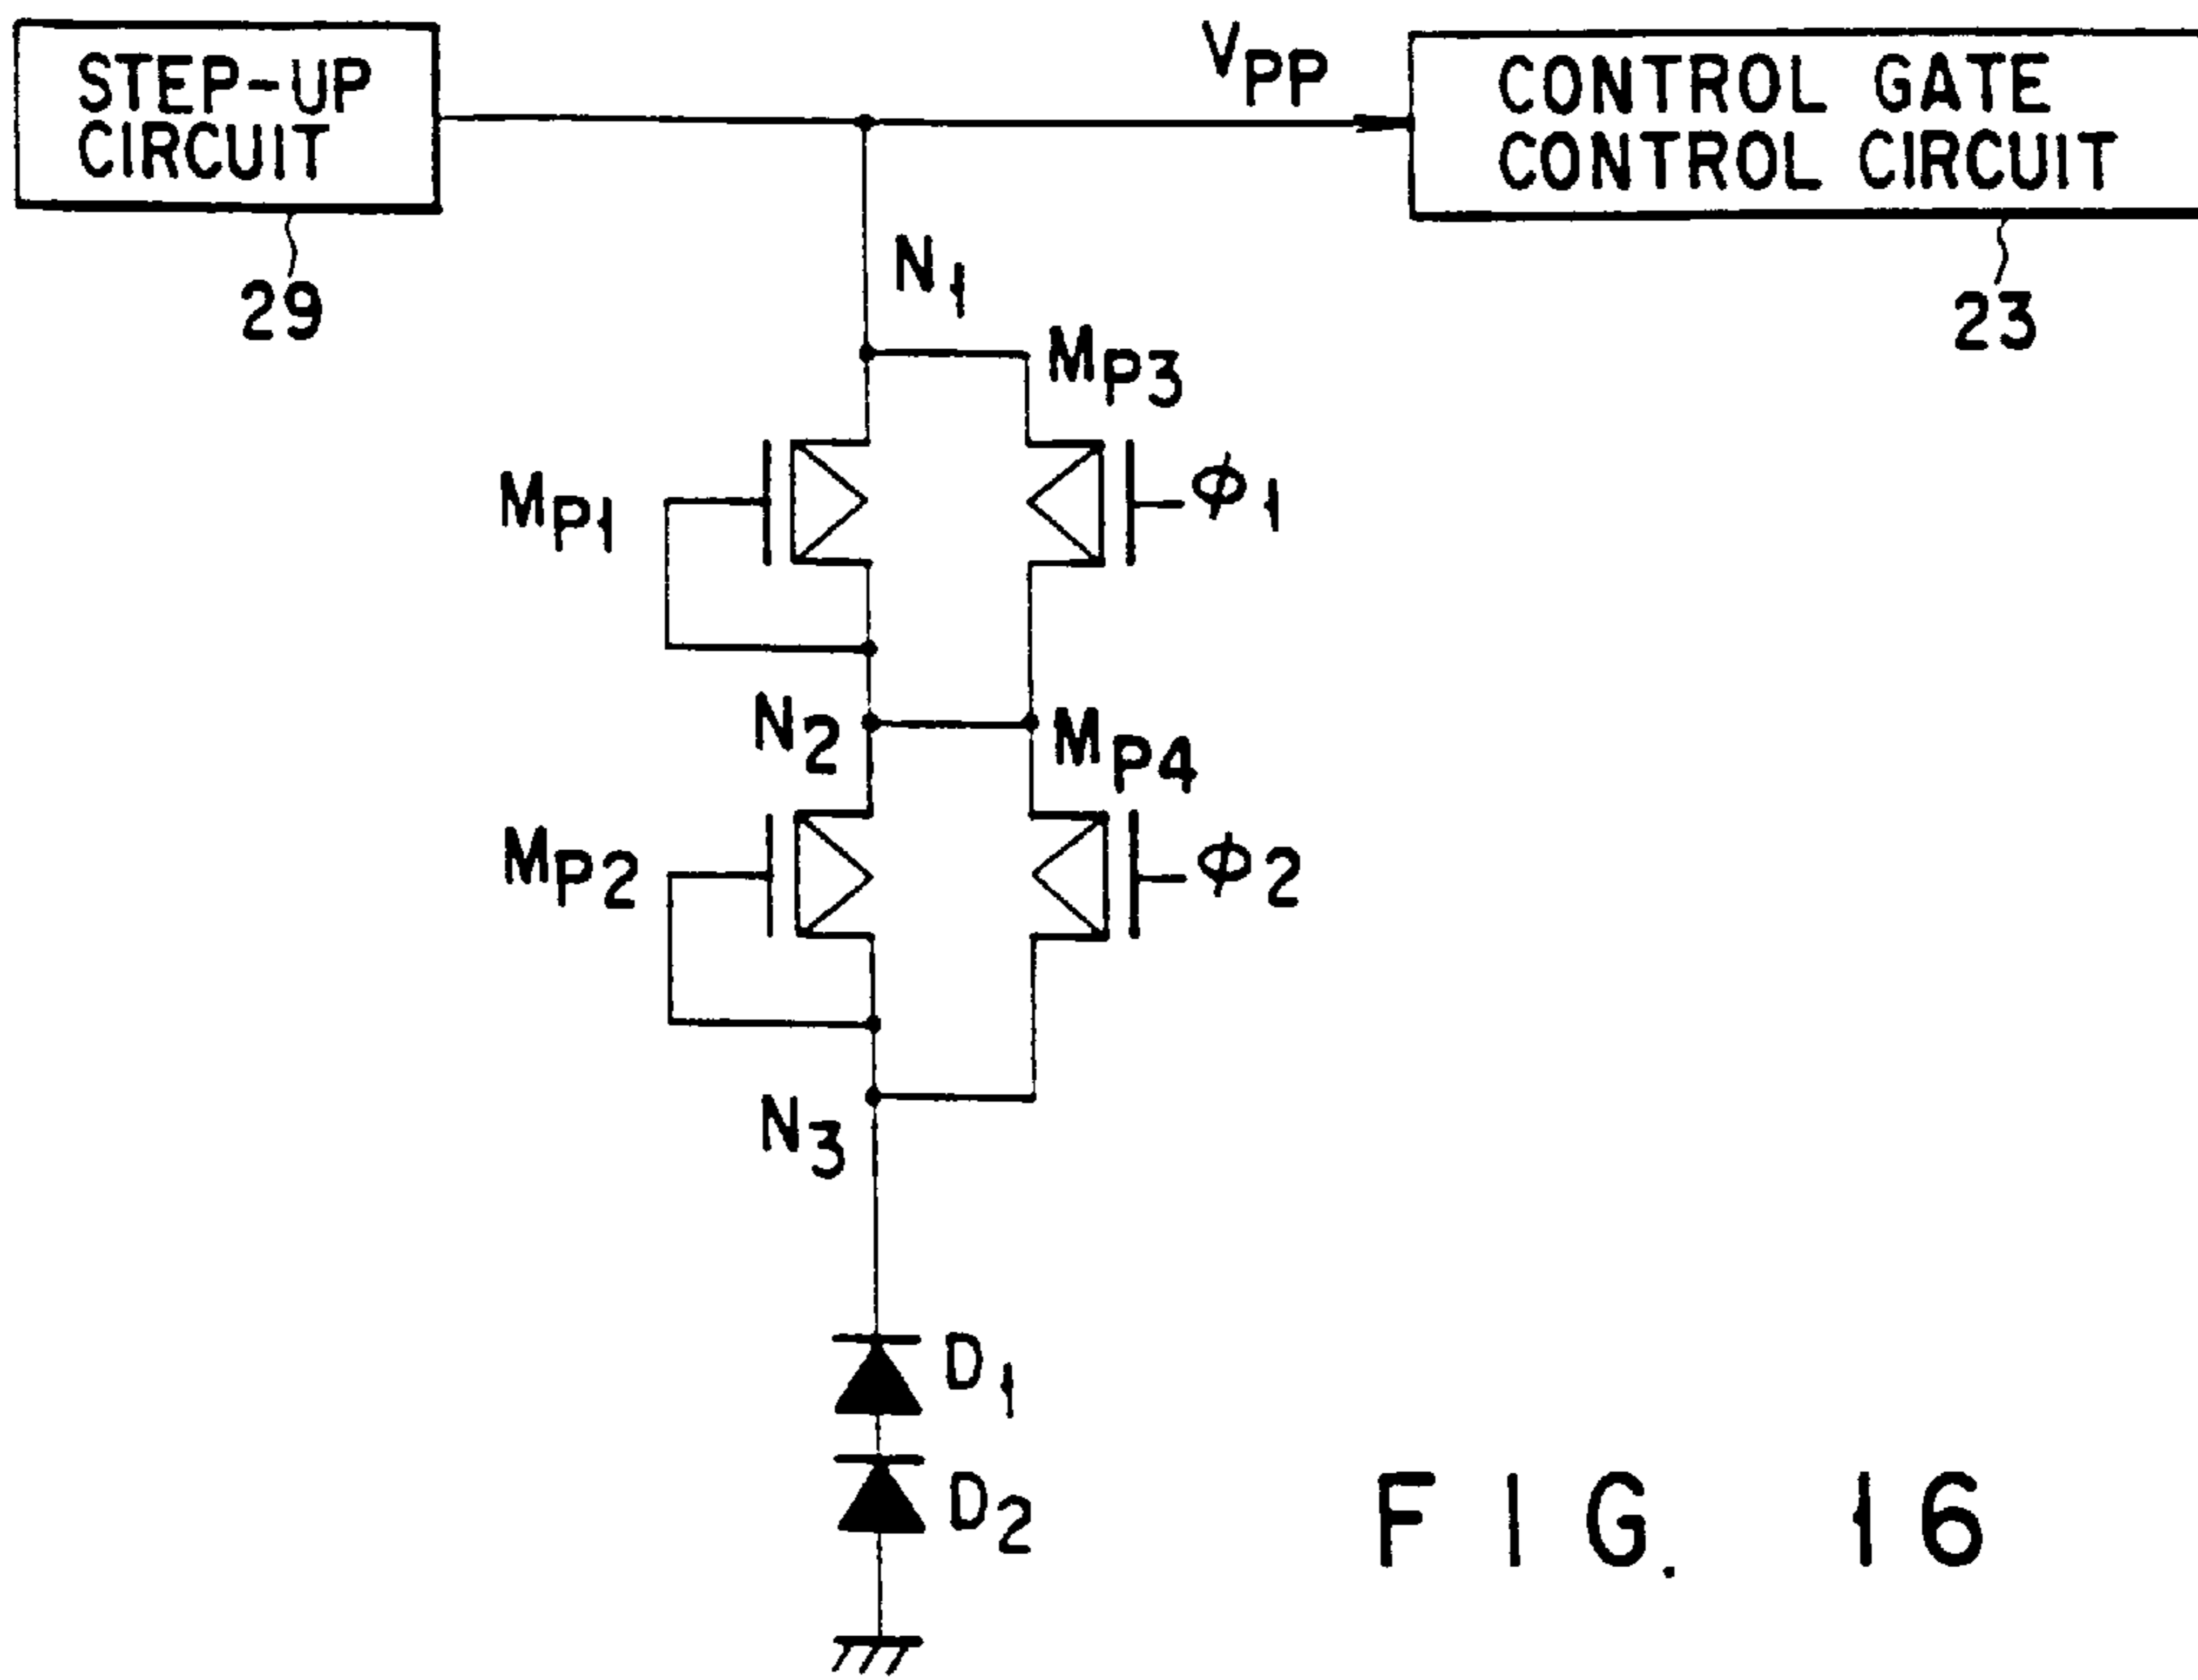 STEP-UP
CIRCUIT
29
VPP
CONTROL GATE
CONTROL CIRCUIT
23
N1
MP3
MP1
φ1
N2
MP4
MP2
φ2
N3
D1
D2
FIG. 16